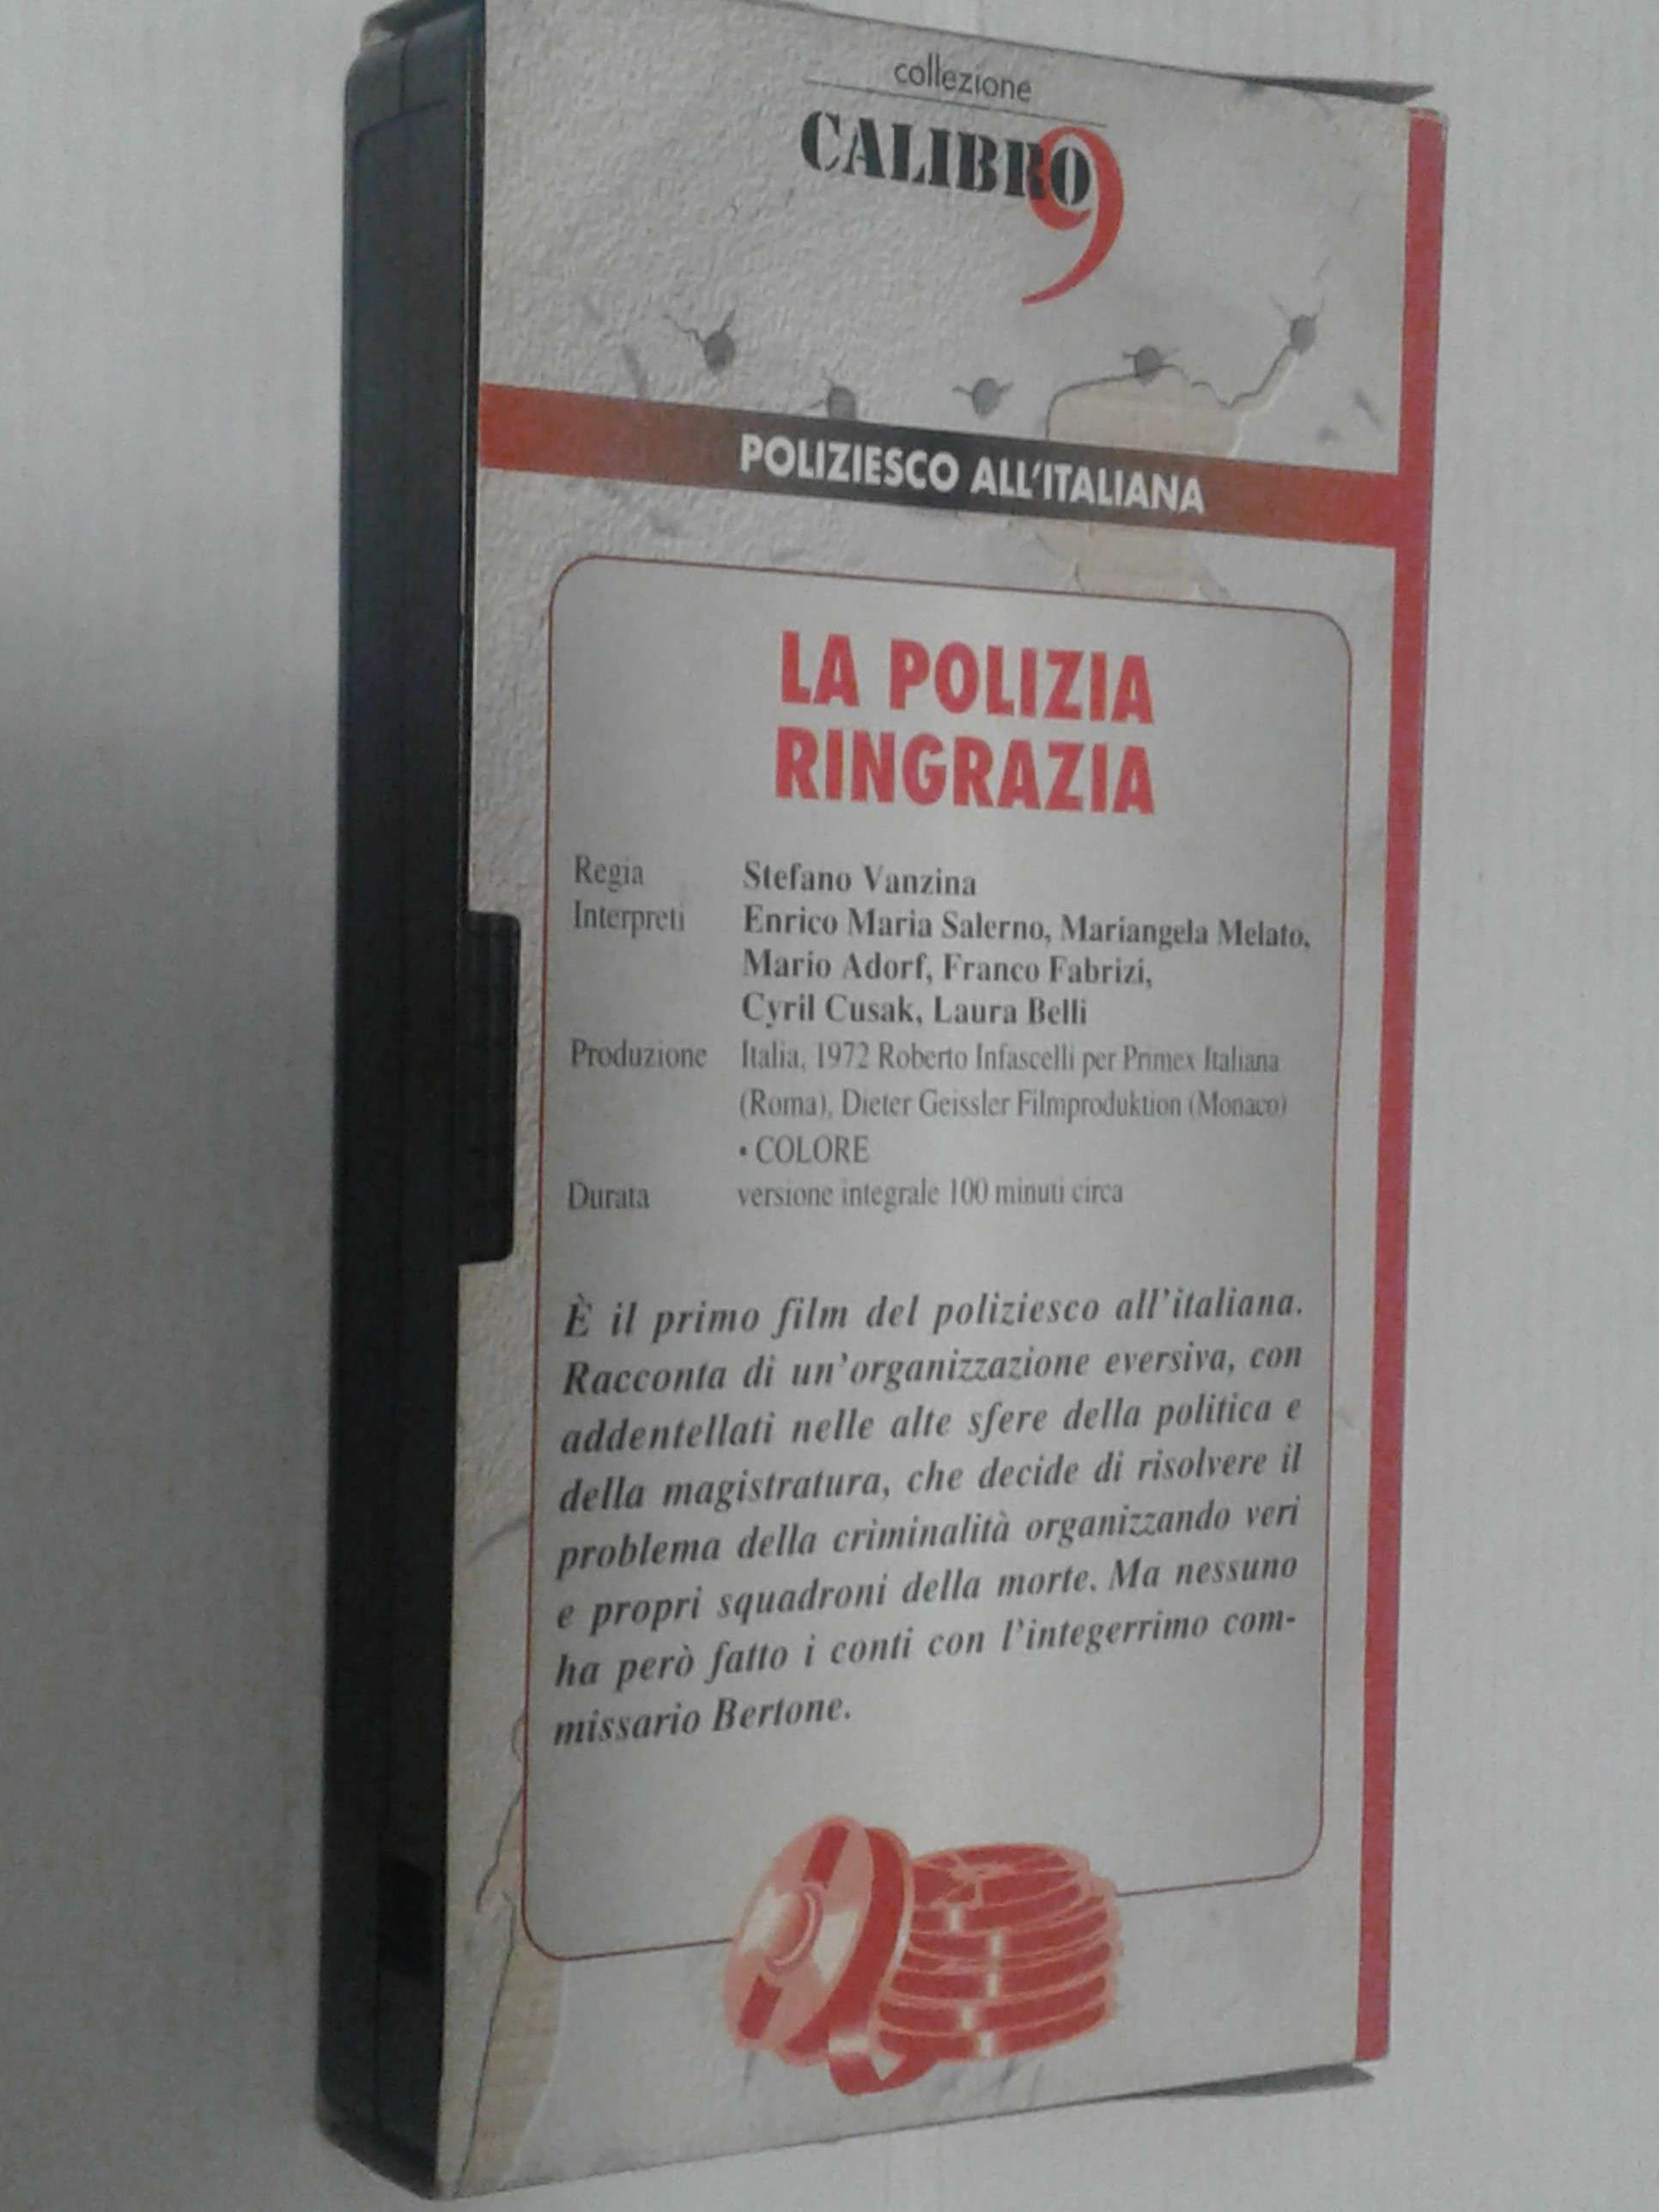 collezione
CALIBRO 9
POLIZIESCO ALL'ITALIANA
LA POLIZIA
RINGRAZIA
Regia Stefano Vanzina
Interpreti Enrico Maria Salerno, Mariangela Melato,
Mario Adorf, Franco Fabrizi,
Cyril Cusak, Laura Belli
Produzione Italia, 1972 Roberto Infascelli per Primex Italiana
(Roma), Dieter Geissler Filmproduktion (Monaco)
• COLORE
Durata versione integrale 100 minuti circa
È il primo film del poliziesco all'italiana.
Racconta di un'organizzazione eversiva, con
addentellati nelle alte sfere della politica e
della magistratura, che decide di risolvere il
problema della criminalità organizzando veri
e propri squadroni della morte. Ma nessuno
ha però fatto i conti con l'integerrimo com-
missario Bertone.